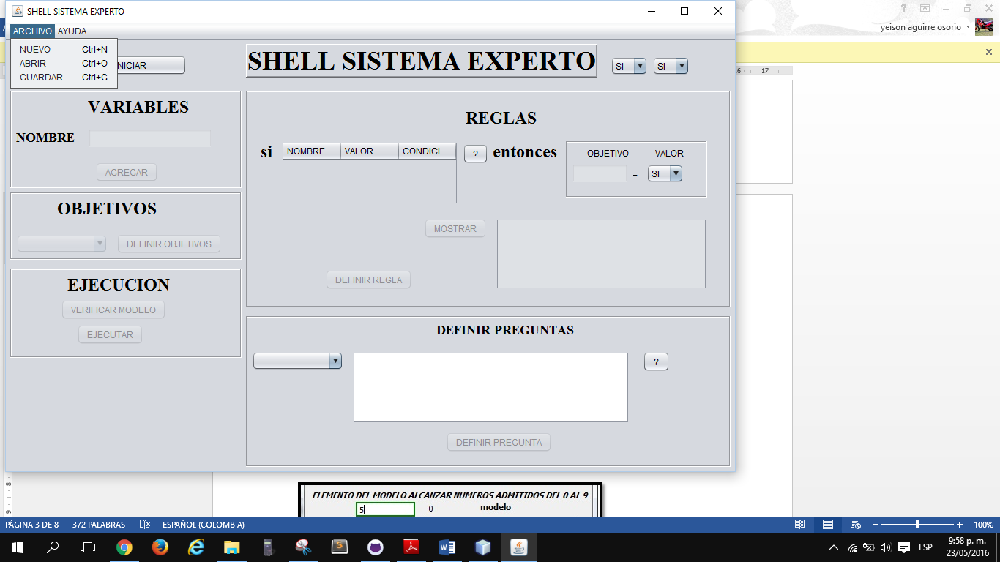 SHELL SISTEMA EXPERTO
yeison aguirre osorio
ARCHIVO AYUDA
NUEVO Ctrl+N
ABRIR Ctrl+O
GUARDAR Ctrl+G
NICIAR
SHELL SISTEMA EXPERTO
SI SI
16 17
VARIABLES
NOMBRE
AGREGAR
OBJETIVOS
DEFINIR OBJETIVOS
EJECUCION
VERIFICAR MODELO
EJECUTAR
REGLAS
si NOMBRE VALOR CONDICI... ? entonces
OBJETIVO VALOR
= SI
MOSTRAR
DEFINIR REGLA
DEFINIR PREGUNTAS
?
DEFINIR PREGUNTA
8
9
ELEMENTO DEL MODELO ALCANZAR NUMEROS ADMITIDOS DEL 0 AL 9
5 0 modelo
PÁGINA 3 DE 8 372 PALABRAS ESPAÑOL (COLOMBIA) 100%
ESP
9:58 p. m.
23/05/2016